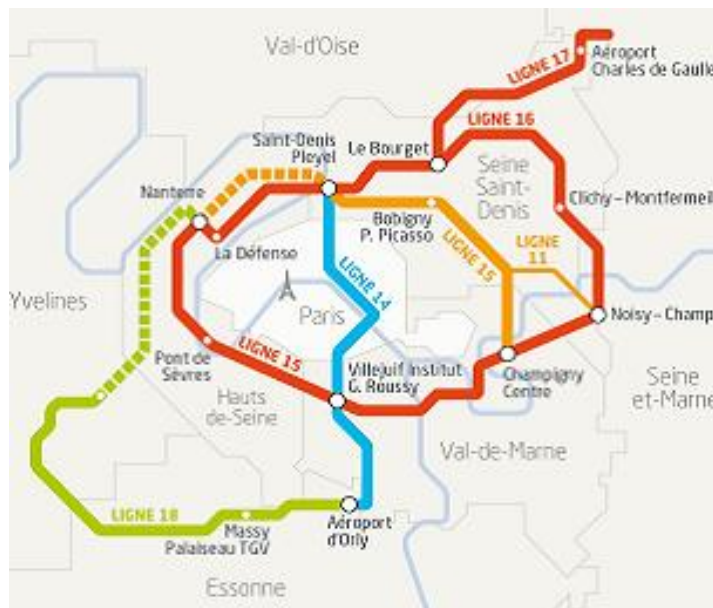 Val-d'Oise
LIGNE 17
Aéroport
Charles de Gaulle
LIGNE 16
Saint-Denis
Pleyel
Le Bourget
Seine
Saint-
Denis
Nanterre
Clichy – Montfermeil
Bobigny
P. Picasso
La Défense
LIGNE 15
LIGNE
11
LIGNE 14
Yvelines
Paris
Noisy – Champ
Pont de
Sèvres
LIGNE 15
Villejuif Institut
G. Roussy
Champigny
Centre
Seine
et-Marne
Hauts
de-Seine
Val-de-Marne
LIGNE 18
Massy
Palaiseau TGV
Aéroport
d'Orly
Essonne